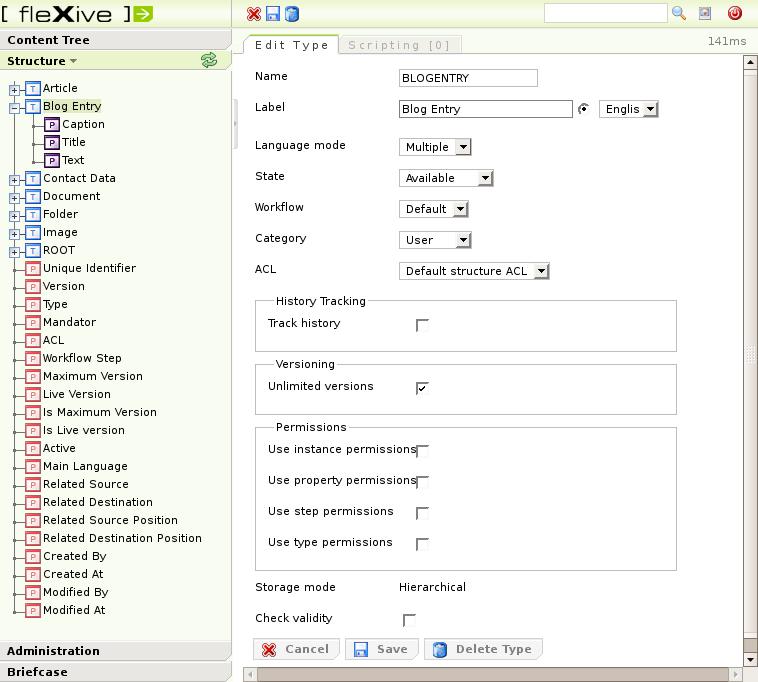 [ fleXive ]
Content Tree
Structure
Article
Blog Entry
Caption
Title
Text
Contact Data
Document
Folder
Image
ROOT
Unique Identifier
Version
Type
Mandator
ACL
Workflow Step
Maximum Version
Live Version
Is Maximum Version
Is Live version
Active
Main Language
Related Source
Related Destination
Related Source Position
Related Destination Position
Created By
Created At
Modified By
Modified At
Administration
Briefcase
Edit Type
Scripting [0]
141ms
Name BLOGENTRY
Label Blog Entry Englis
Language mode Multiple
State Available
Workflow Default
Category User
ACL Default structure ACL
History Tracking
Track history
Versioning
Unlimited versions
Permissions
Use instance permissions
Use property permissions
Use step permissions
Use type permissions
Storage mode Hierarchical
Check validity
Cancel Save Delete Type